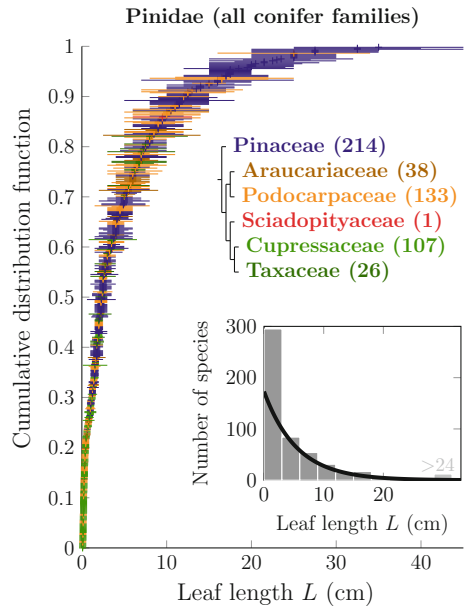 Pinidae (all conifer families)
Cumulative distribution function
1
0.9
0.8
0.7
0.6
0.5
0.4
0.3
0.2
0.1
0
0 10 20 30 40
Leaf length L (cm)
Pinaceae (214)
Araucariaceae (38)
Podocarpaceae (133)
Sciadopityaceae (1)
Cupressaceae (107)
Taxaceae (26)
Number of species
300
200
100
0
>24
0 10 20
Leaf length L (cm)